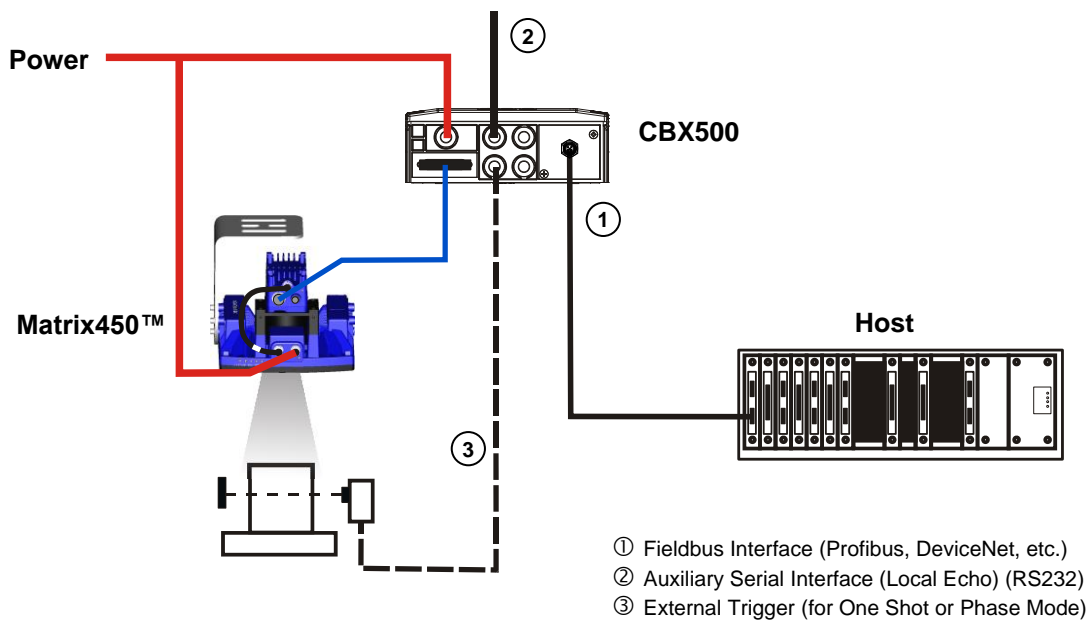 ②
Power
CBX500
①
Matrix450™
Host
③
① Fieldbus Interface (Profibus, DeviceNet, etc.)
② Auxiliary Serial Interface (Local Echo) (RS232)
③ External Trigger (for One Shot or Phase Mode)